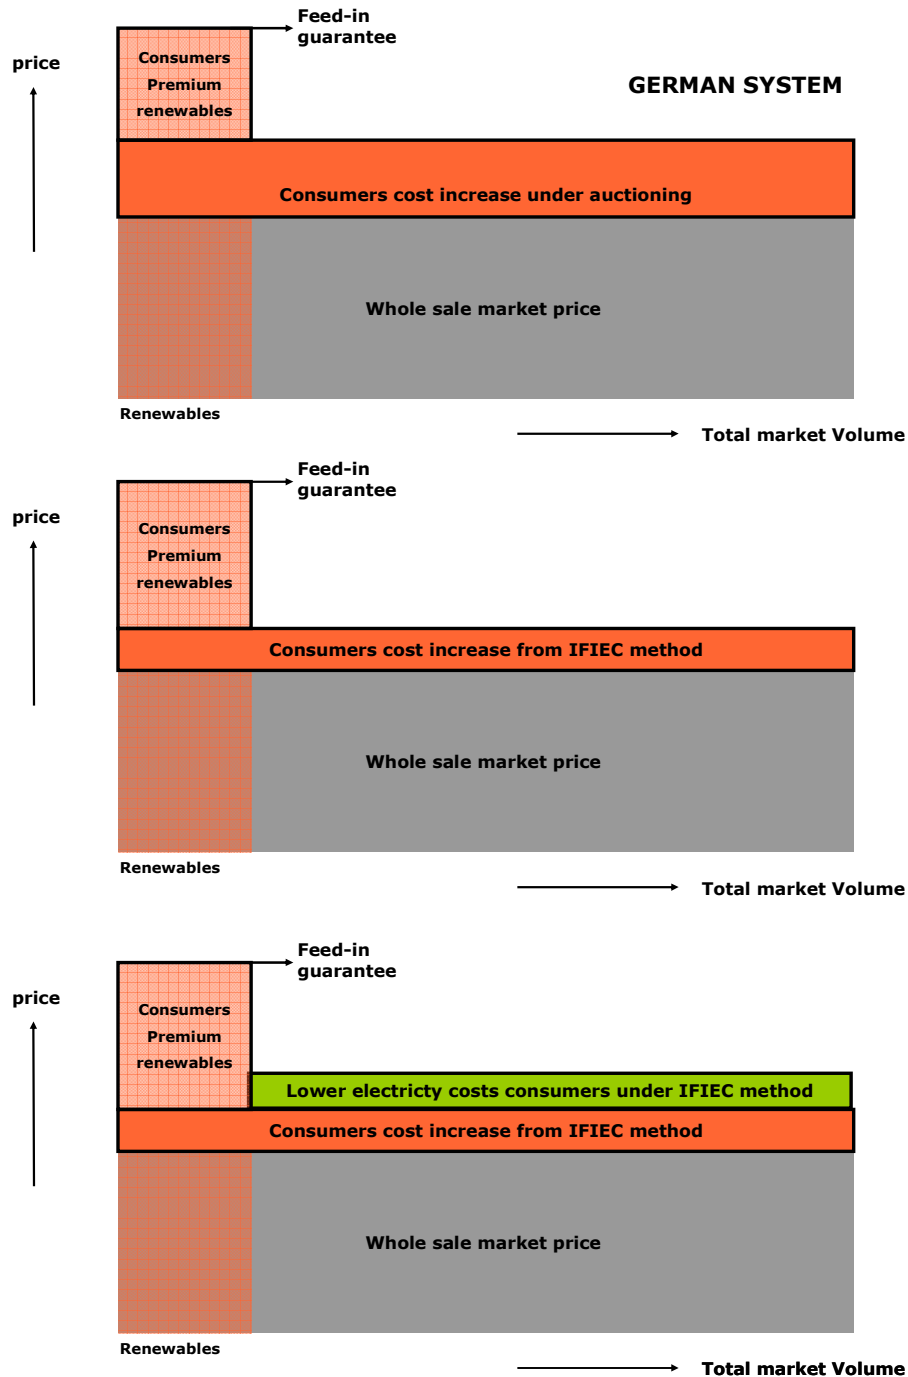 Feed-in
guarantee
price
Consumers
Premium
renewables
GERMAN SYSTEM
Consumers cost increase under auctioning
Whole sale market price
Renewables
Total market Volume
Feed-in
guarantee
price
Consumers
Premium
renewables
Consumers cost increase from IFIEC method
Whole sale market price
Renewables
Total market Volume
Feed-in
guarantee
price
Consumers
Premium
renewables
Lower electricty costs consumers under IFIEC method
Consumers cost increase from IFIEC method
Whole sale market price
Renewables
Total market Volume